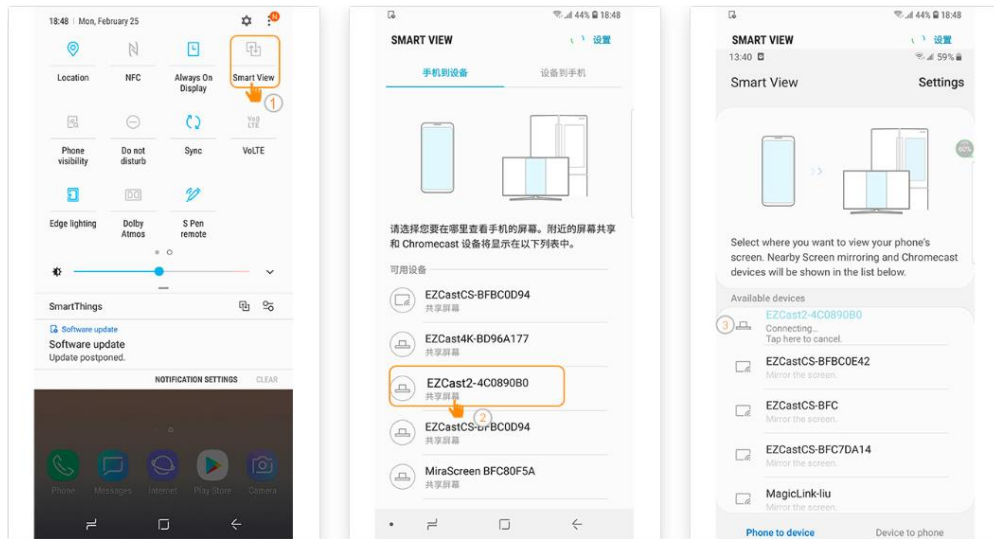 18:48 | Mon, February 25
N
Location
NFC
Always On
Display
Smart View
1
Phone
visibility
Do not
disturb
Sync
VoLTE
VoLTE
Edge lighting
Dolby
Atmos
S Pen
remote
SmartThings
Software update
Software update
Update postponed.
NOTIFICATION SETTINGS
CLEAR
Phone
Messages
Internet
Play Store
Camera
44% 18:48
SMART VIEW
设置
手机到设备
设备到手机
请选择您要在哪里查看手机的屏幕。附近的屏幕共享
和 Chromecast 设备将显示在以下列表中。
可用设备
EZCastCS-BFBC0D94
共享屏幕
EZCast4K-BD96A177
共享屏幕
EZCast2-4C0890B0
共享屏幕
2
EZCastCS-BFBC0D94
共享屏幕
MiraScreen BFC80F5A
共享屏幕
44% 18:48
SMART VIEW
设置
13:40
59%
Smart View
Settings
60%
Select where you want to view your phone's
screen. Nearby Screen mirroring and Chromecast
devices will be shown in the list below.
Available devices
3
EZCast2-4C0890B0
Connecting...
Tap here to cancel.
EZCastCS-BFBC0E42
Mirror the screen.
EZCastCS-BFC
Mirror the screen.
EZCastCS-BFC7DA14
Mirror the screen.
MagicLink-liu
Mirror the screen.
Phone to device
Device to phone